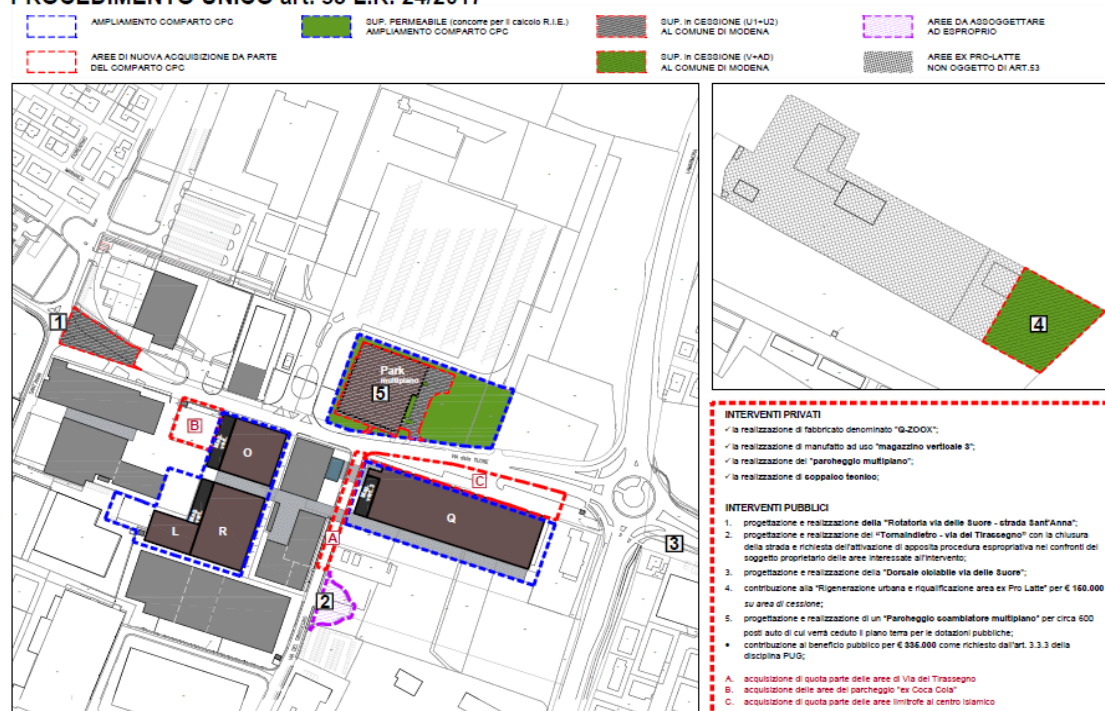 PROCEDIMENTO UNICO art. 53 L.R. 24/2017
AMPLIAMENTO COMPARTO CPC
SUP. PERMEABILE (concorre per il calcolo R.I.E.)
AMPLIAMENTO COMPARTO CPC
SUP. in CESSIONE (U1+U2)
AL COMUNE DI MODENA
AREE DA ASSOGGETTARE
AD ESPROPRIO
AREE DI NUOVA ACQUISIZIONE DA PARTE
DEL COMPARTO CPC
SUP. in CESSIONE (V+AD)
AL COMUNE DI MODENA
AREE EX PRO-LATTE
NON OGGETTO DI ART.53
1
Park
multipiano
5
B
O
VIA delle SUORE
C
L
R
Q
A
3
2
4
INTERVENTI PRIVATI
✓ la realizzazione di fabbricato denominato "Q-ZOOX";
✓ la realizzazione di manufatto ad uso "magazzino verticale 3";
✓ la realizzazione del "parcheggio multipiano";
✓ la realizzazione di soppalco tecnico;
INTERVENTI PUBBLICI
1. progettazione e realizzazione della "Rotatoria via delle Suore - strada Sant'Anna";
2. progettazione e realizzazione del "Tornaindietro - via del Tirassegno" con la chiusura
della strada e richiesta dell'attivazione di apposita procedura espropriativa nei confronti del
soggetto proprietario delle aree interessate all'intervento;
3. progettazione e realizzazione della "Dorsale ciclabile via delle Suore";
4. contribuzione alla "Rigenerazione urbana e riqualificazione area ex Pro Latte" per € 160.000
su area di cessione;
5. progettazione e realizzazione di un "Parcheggio scambiatore multipiano" per circa 600
posti auto di cui verrà ceduto il piano terra per le dotazioni pubbliche;
• contribuzione al beneficio pubblico per € 335.000 come richiesto dall'art. 3.3.3 della
disciplina PUG;
A. acquisizione di quota parte delle aree di Via del Tirassegno
B. acquisizione delle aree del parcheggio "ex Coca Cola"
C. acquisizione di quota parte delle aree limitrofe al centro islamico